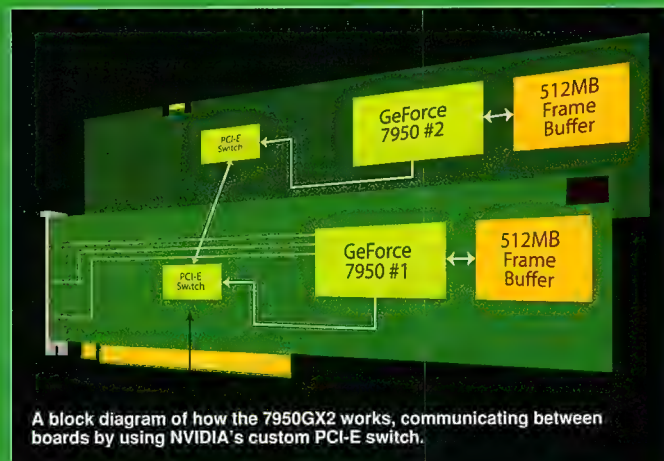 512MB
Frame
Buffer
GeForce
7950 #2
PCI-E
Switch
512MB
Frame
Buffer
GeForce
7950 #1
PCI-E
Switch
A block diagram of how the 7950GX2 works, communicating between
boards by using NVIDIA's custom PCI-E switch.